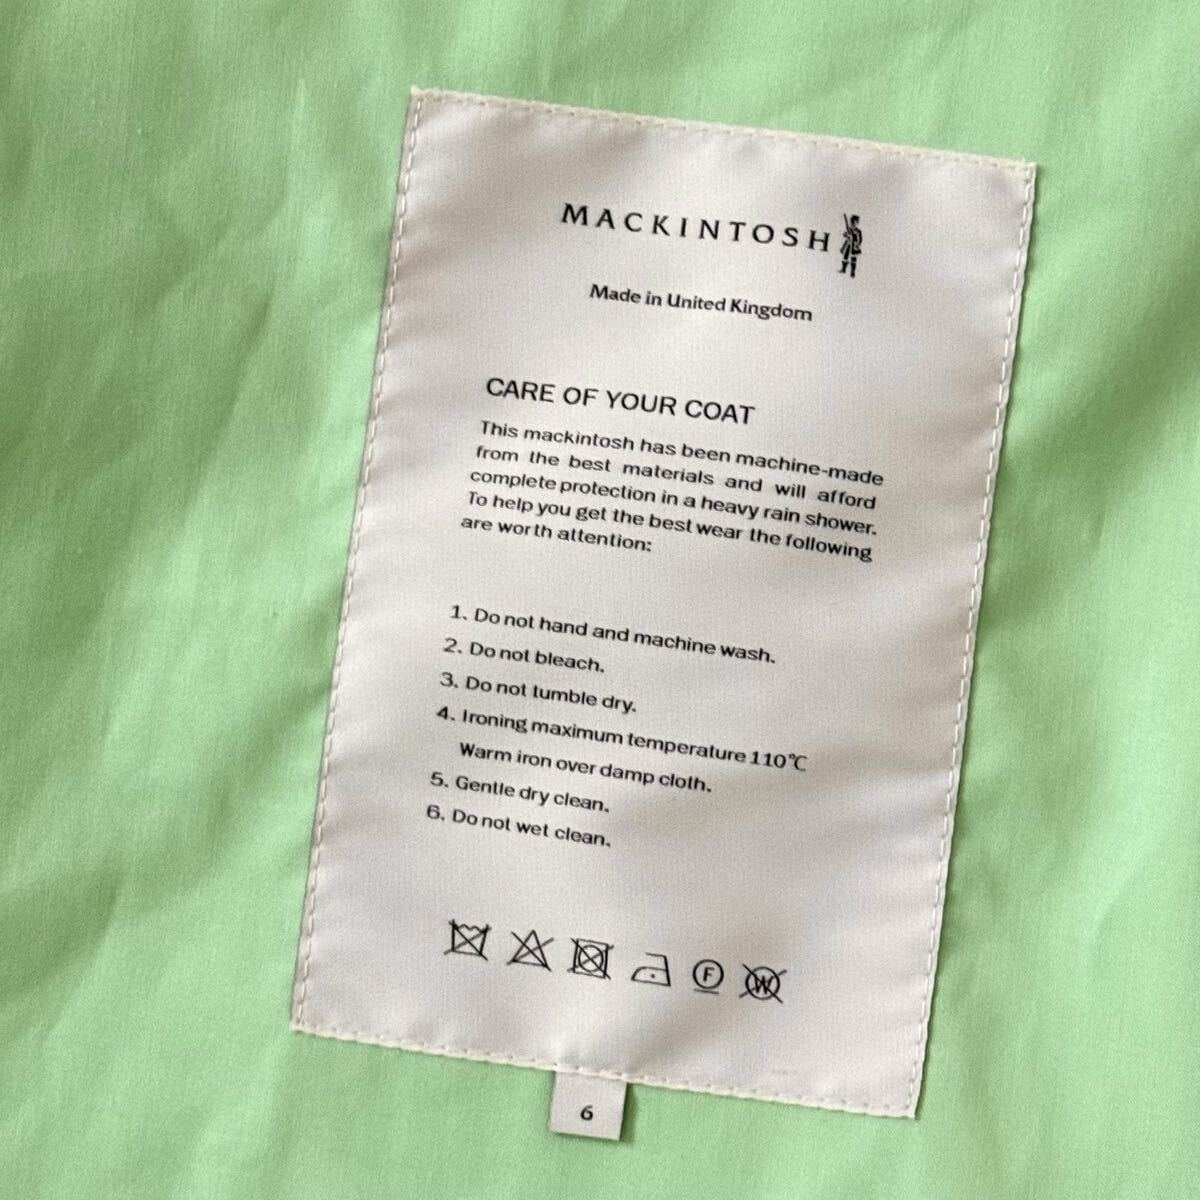 MACKINTOSH
Made in United Kingdom
CARE OF YOUR COAT
This mackintosh has been machine-made
from the best materials and will afford
complete protection in a heavy rain shower.
To help you get the best wear the following
are worth attention:
1. Do not hand and machine wash.
2. Do not bleach.
3. Do not tumble dry.
4. Ironing maximum temperature 110℃
Warm iron over damp cloth.
5. Gentle dry clean.
6. Do not wet clean.
F W
6